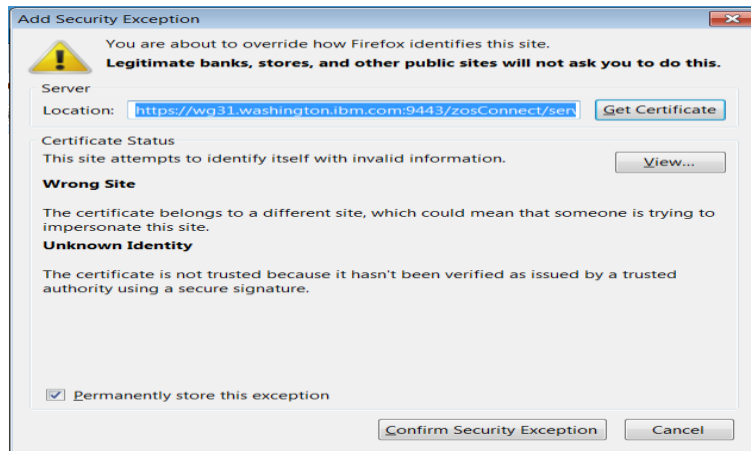 Add Security Exception
You are about to override how Firefox identifies this site.
Legitimate banks, stores, and other public sites will not ask you to do this.
Server
Location: https://wg31.washington.ibm.com:9443/zosConnect/serv Get Certificate
Certificate Status
This site attempts to identify itself with invalid information. View...
Wrong Site
The certificate belongs to a different site, which could mean that someone is trying to
impersonate this site.
Unknown Identity
The certificate is not trusted because it hasn't been verified as issued by a trusted
authority using a secure signature.
Permanently store this exception
Confirm Security Exception Cancel